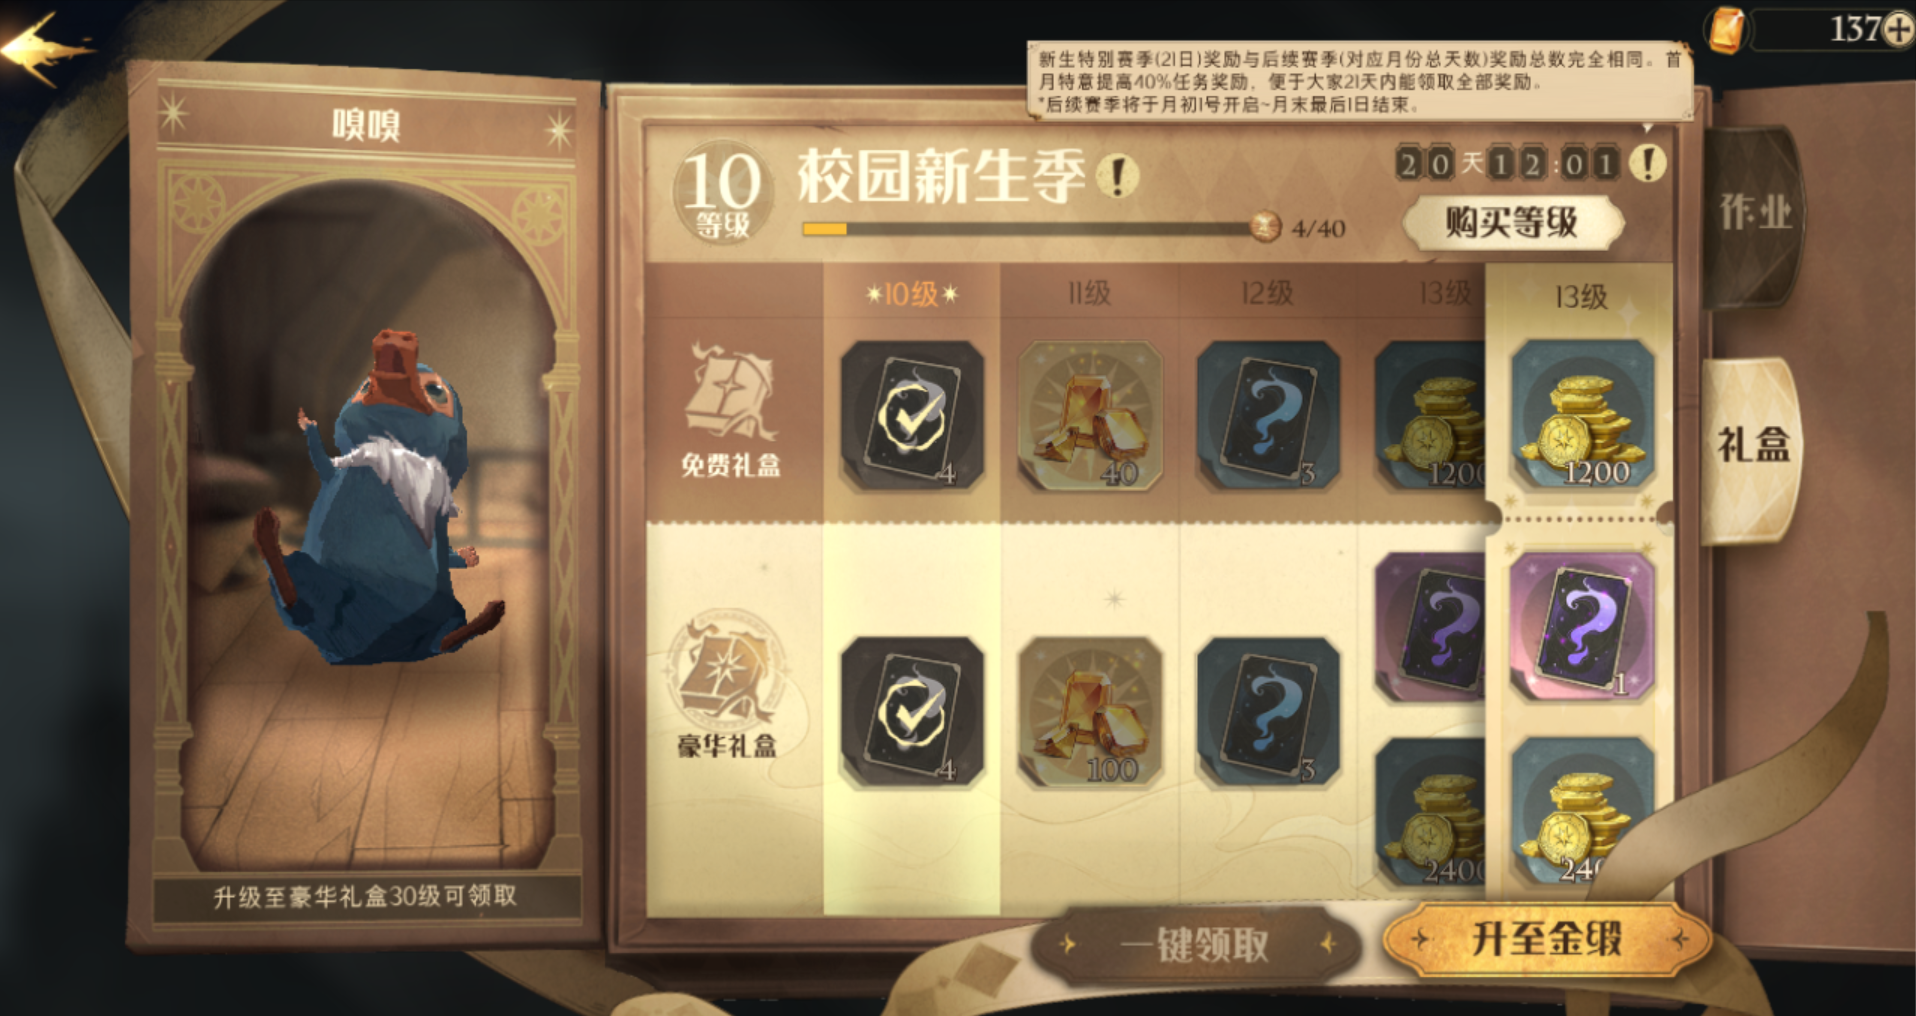 137
新生特别赛季(21日)奖励与后续赛季(对应月份总天数)奖励总数完全相同。首
月特意提高40%任务奖励，便于大家21天内能领取全部奖励。
*后续赛季将于月初1号开启~月末最后1日结束。
嗅嗅
10
等级
校园新生季
4/40
20天12:01
购买等级
作业
礼盒
10级
11级
12级
13级
13级
免费礼盒
4
40
3
1200
1200
豪华礼盒
4
100
3
1
2400
240
升级至豪华礼盒30级可领取
一键领取
升至金缎